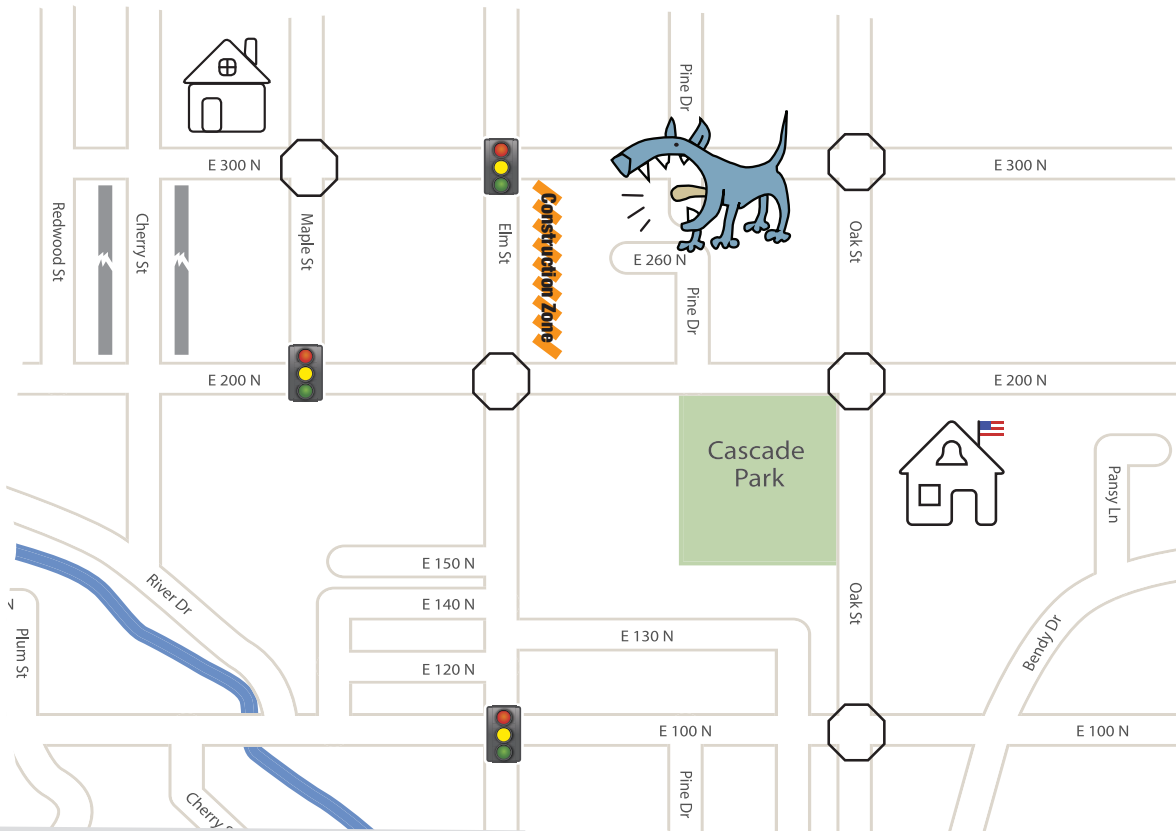 Pine Dr
E 300 N
E 300 N
Redwood St
Cherry St
Maple St
Elm St
Construction Zone
Oak St
E 260 N
Pine Dr
E 200 N
E 200 N
Cascade
Park
Pansy Ln
E 150 N
River Dr
E 140 N
Oak St
E 130 N
Plum St
Bendy Dr
E 120 N
E 100 N
E 100 N
Pine Dr
Cherry